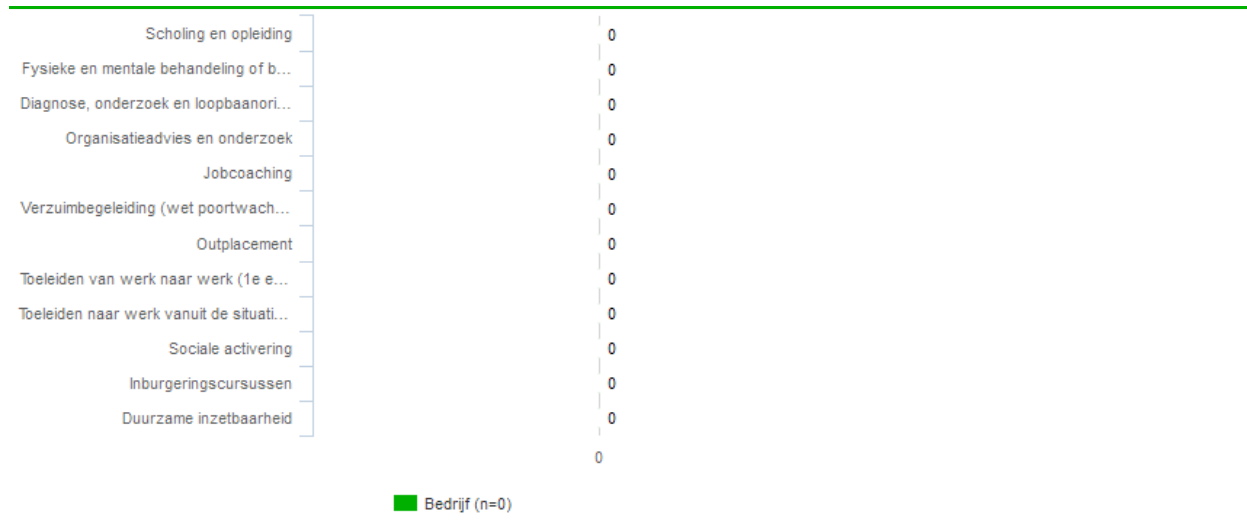 Scholing en opleiding 0
Fysieke en mentale behandeling of b... 0
Diagnose, onderzoek en loopbaanori... 0
Organisatieadvies en onderzoek 0
Jobcoaching 0
Verzuimbegeleiding (wet poortwach... 0
Outplacement 0
Toeleiden van werk naar werk (1e e... 0
Toeleiden naar werk vanuit de situati... 0
Sociale activering 0
Inburgeringscursussen 0
Duurzame inzetbaarheid 0
0
Bedrijf (n=0)